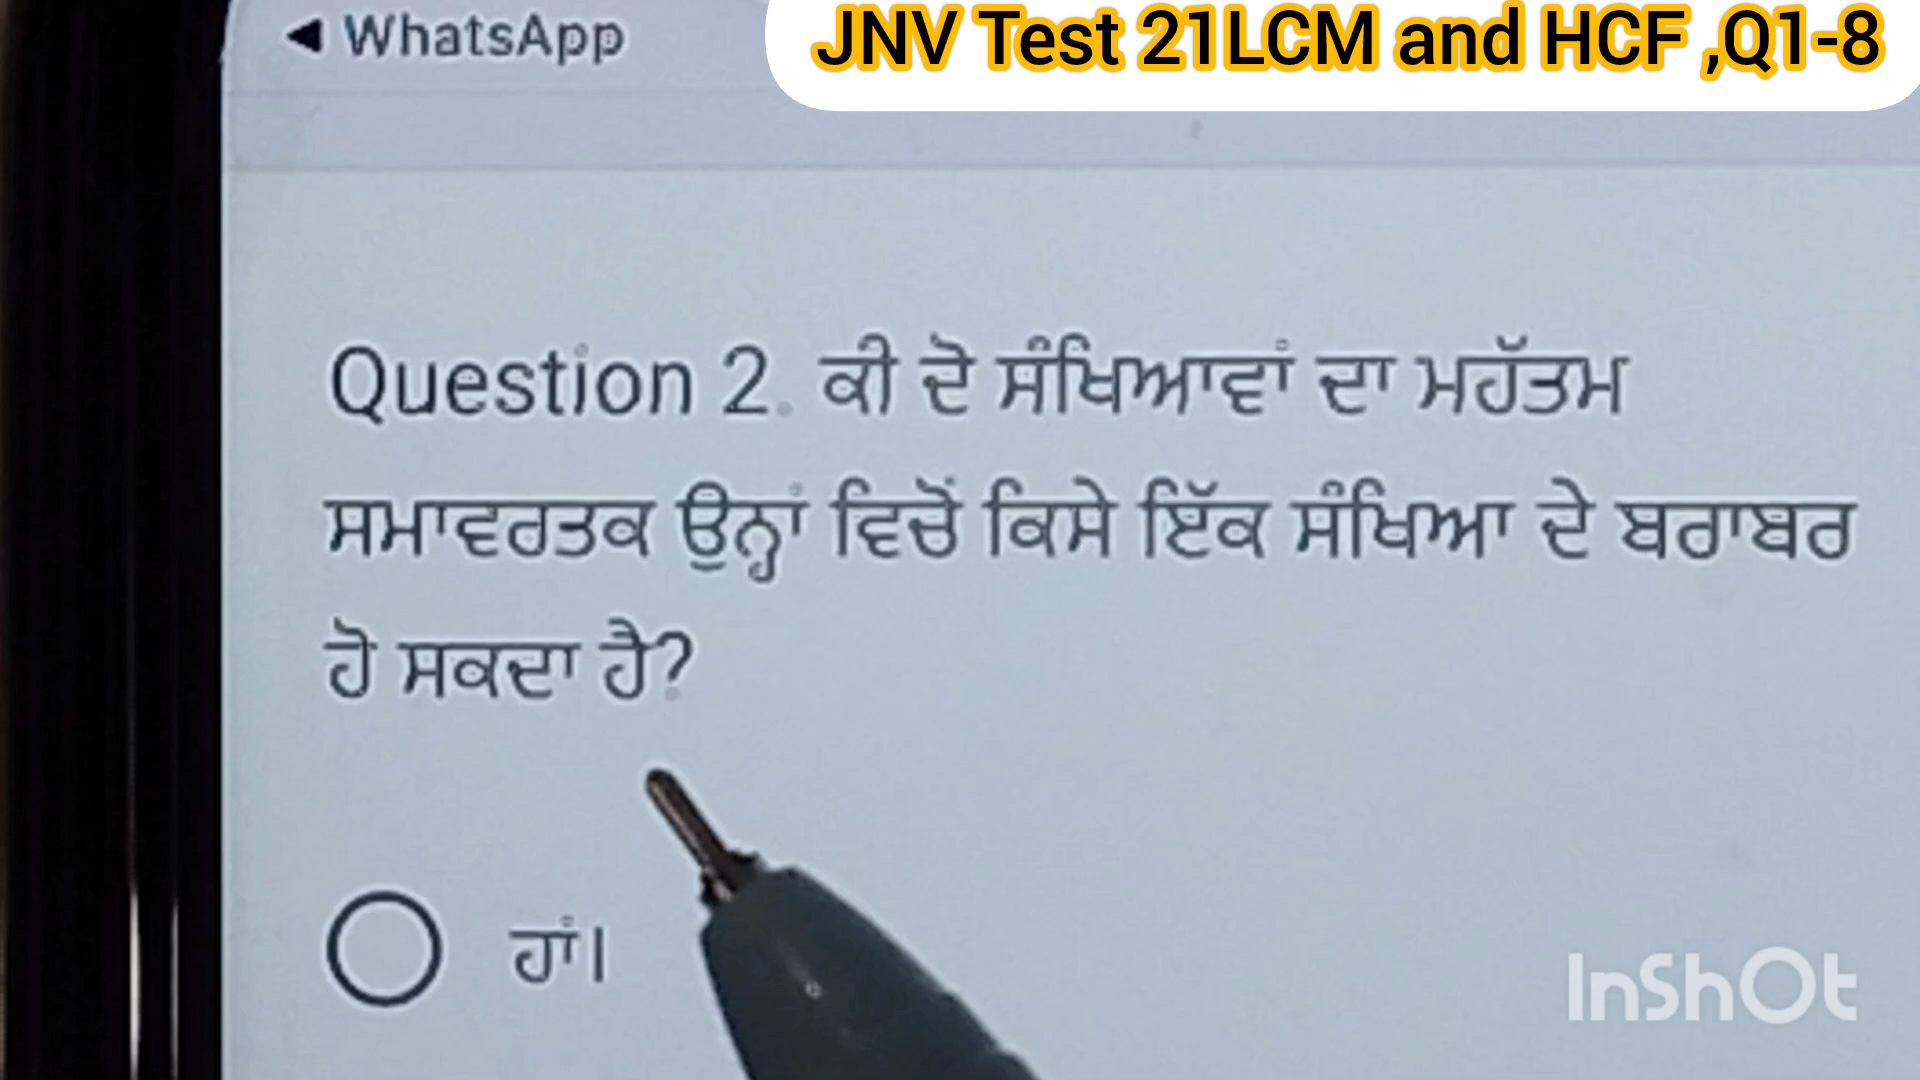 WhatsApp
JNV Test 21LCM and HCF ,Q1-8
Question 2. ਕੀ ਦੋ ਸੰਖਿਆਵਾਂ ਦਾ ਮਹੱਤਮ
ਸਮਾਵਰਤਕ ਉਨ੍ਹਾਂ ਵਿਚੋਂ ਕਿਸੇ ਇੱਕ ਸੰਖਿਆ ਦੇ ਬਰਾਬਰ
ਹੋ ਸਕਦਾ ਹੈ?
ਹਾਂ।
InShOt